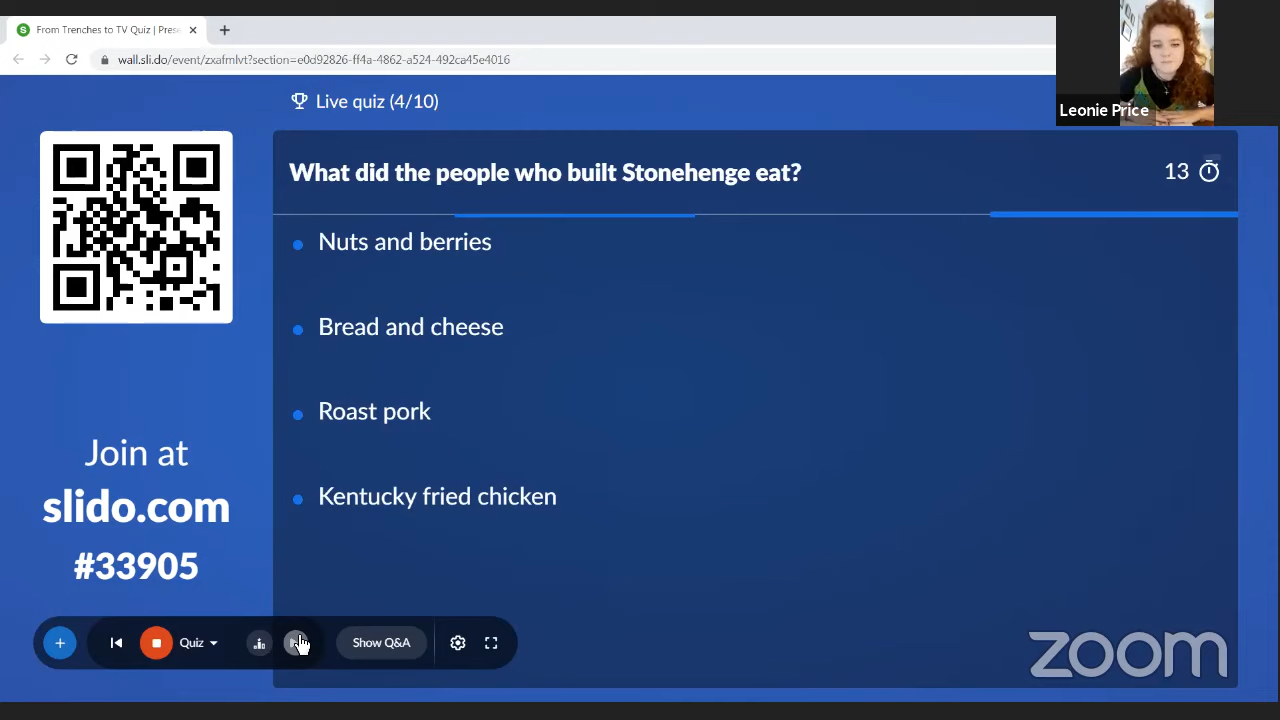 From Trenches to TV Quiz | Pres
wall.sli.do/event/zxafmlvt?section=e0d92826-ff4a-4862-a524-492ca45e4016
Leonie Price
Live quiz (4/10)
What did the people who built Stonehenge eat?
13
Nuts and berries
Bread and cheese
Roast pork
Kentucky fried chicken
Join at
slido.com
#33905
Quiz
Show Q&A
zoom